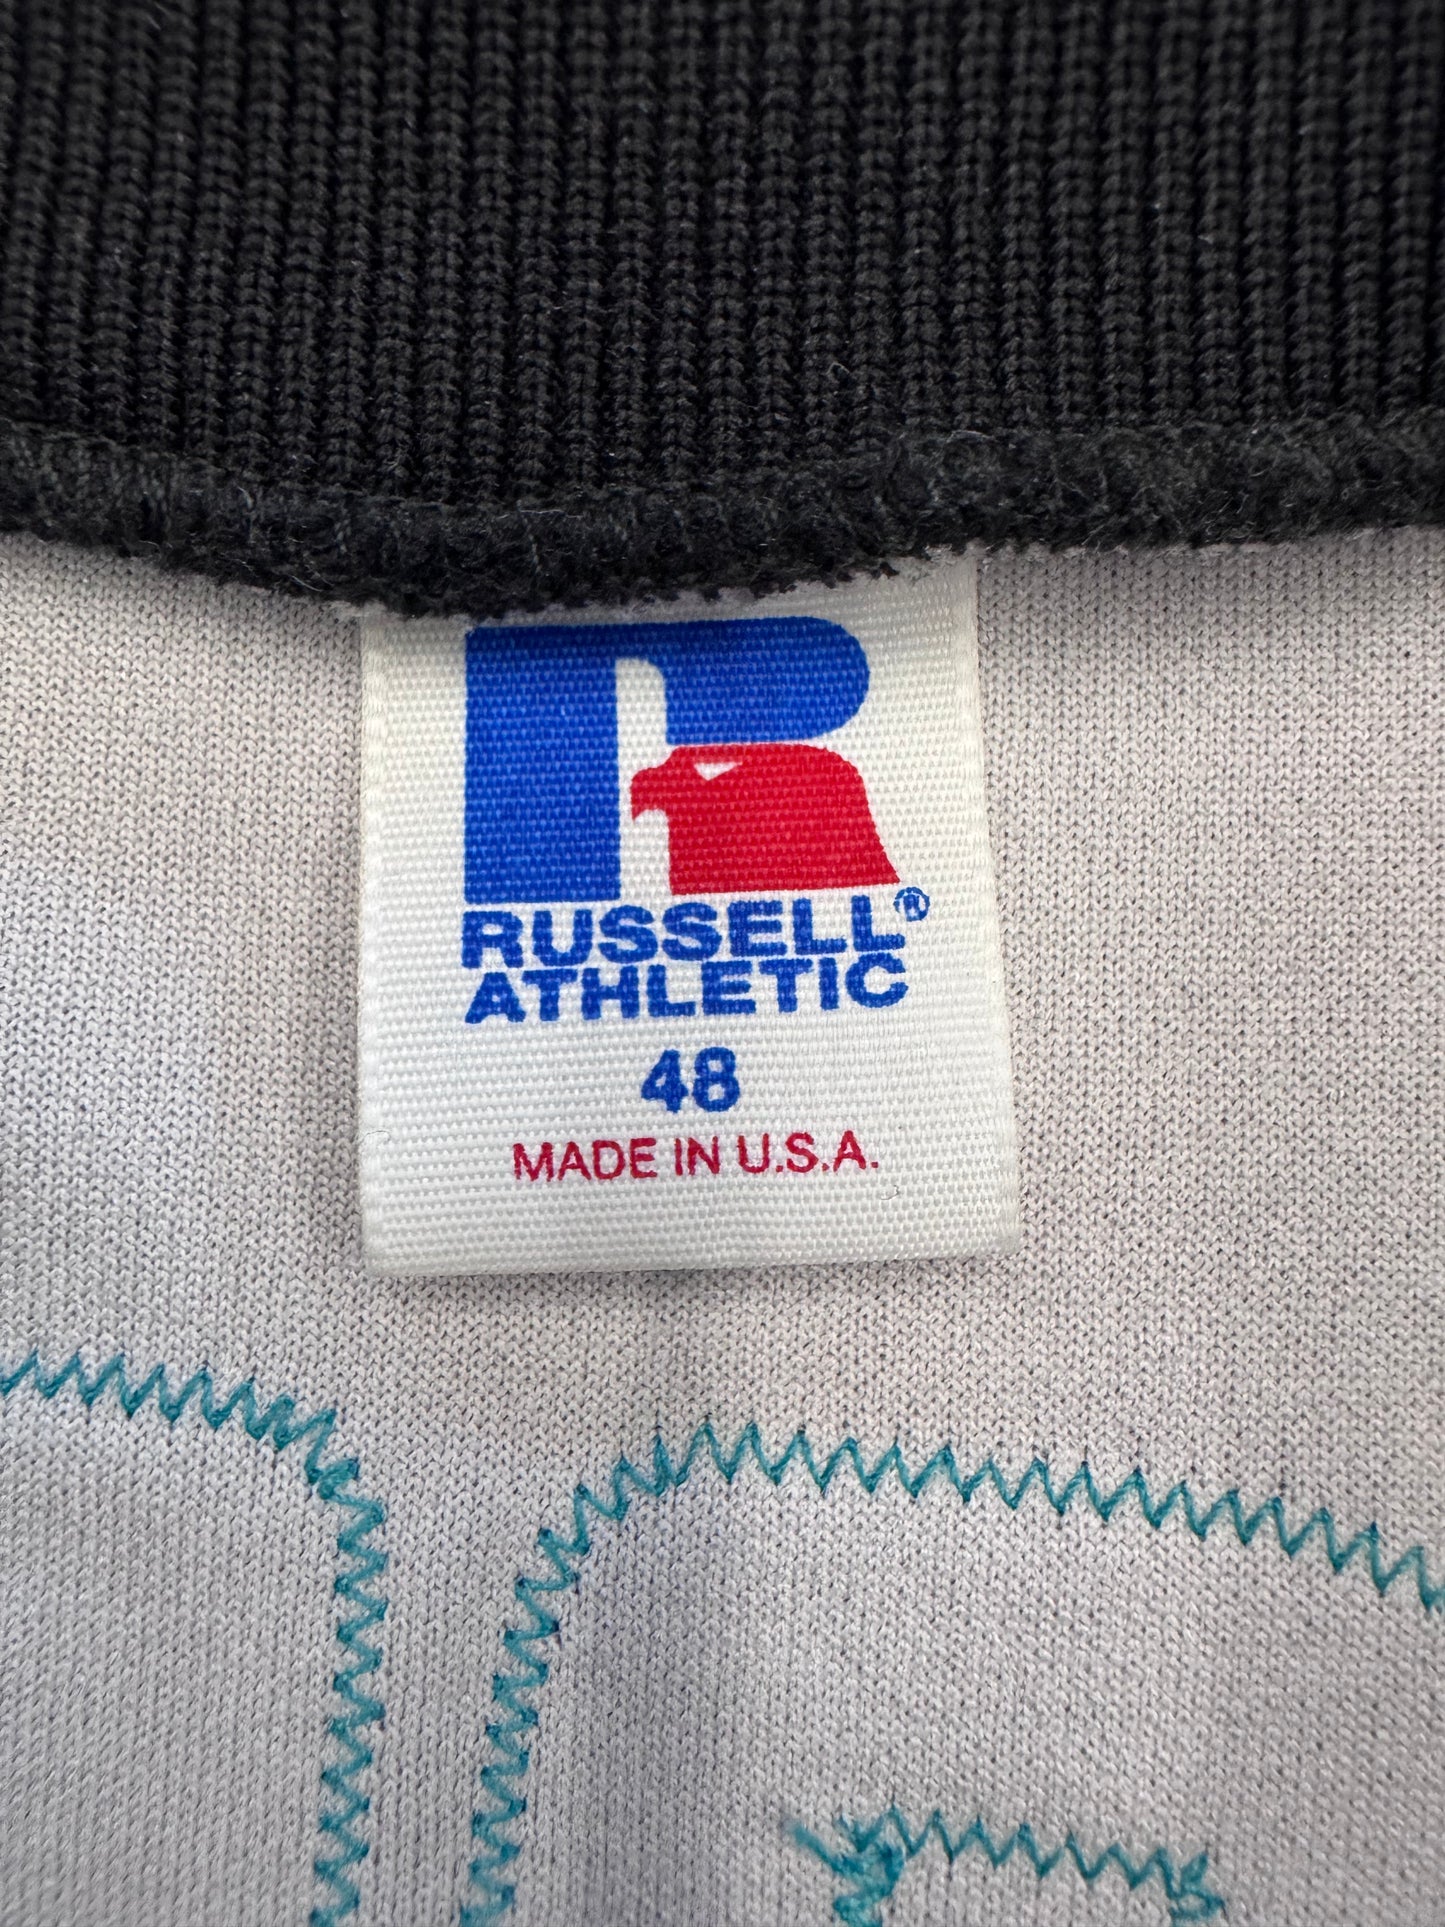 RUSSELL®
ATHLETIC
48
MADE IN U.S.A.